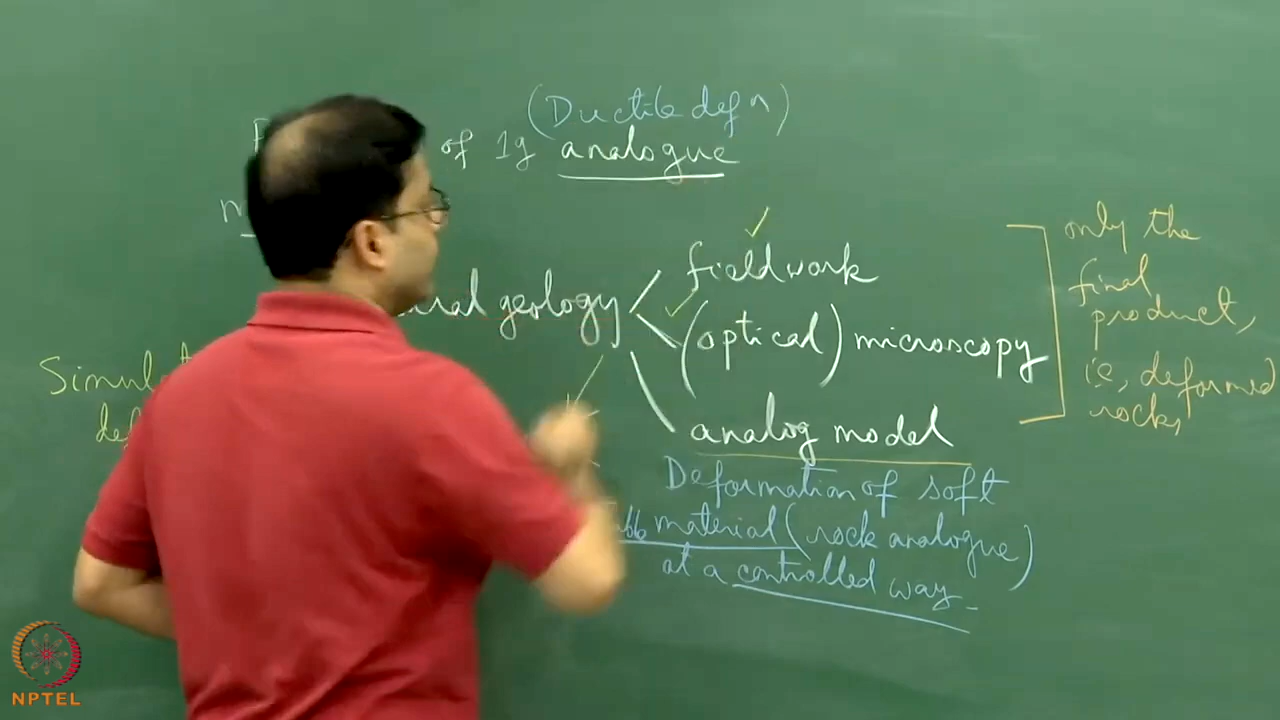 (Ductile defn)
of 1g analogue
geology
fieldwork
(optical) microscopy
analog model
only the
final
product,
i.e, deformed
rocks,
Deformation of soft
material (rock analogue)
at a controlled way
NPTEL